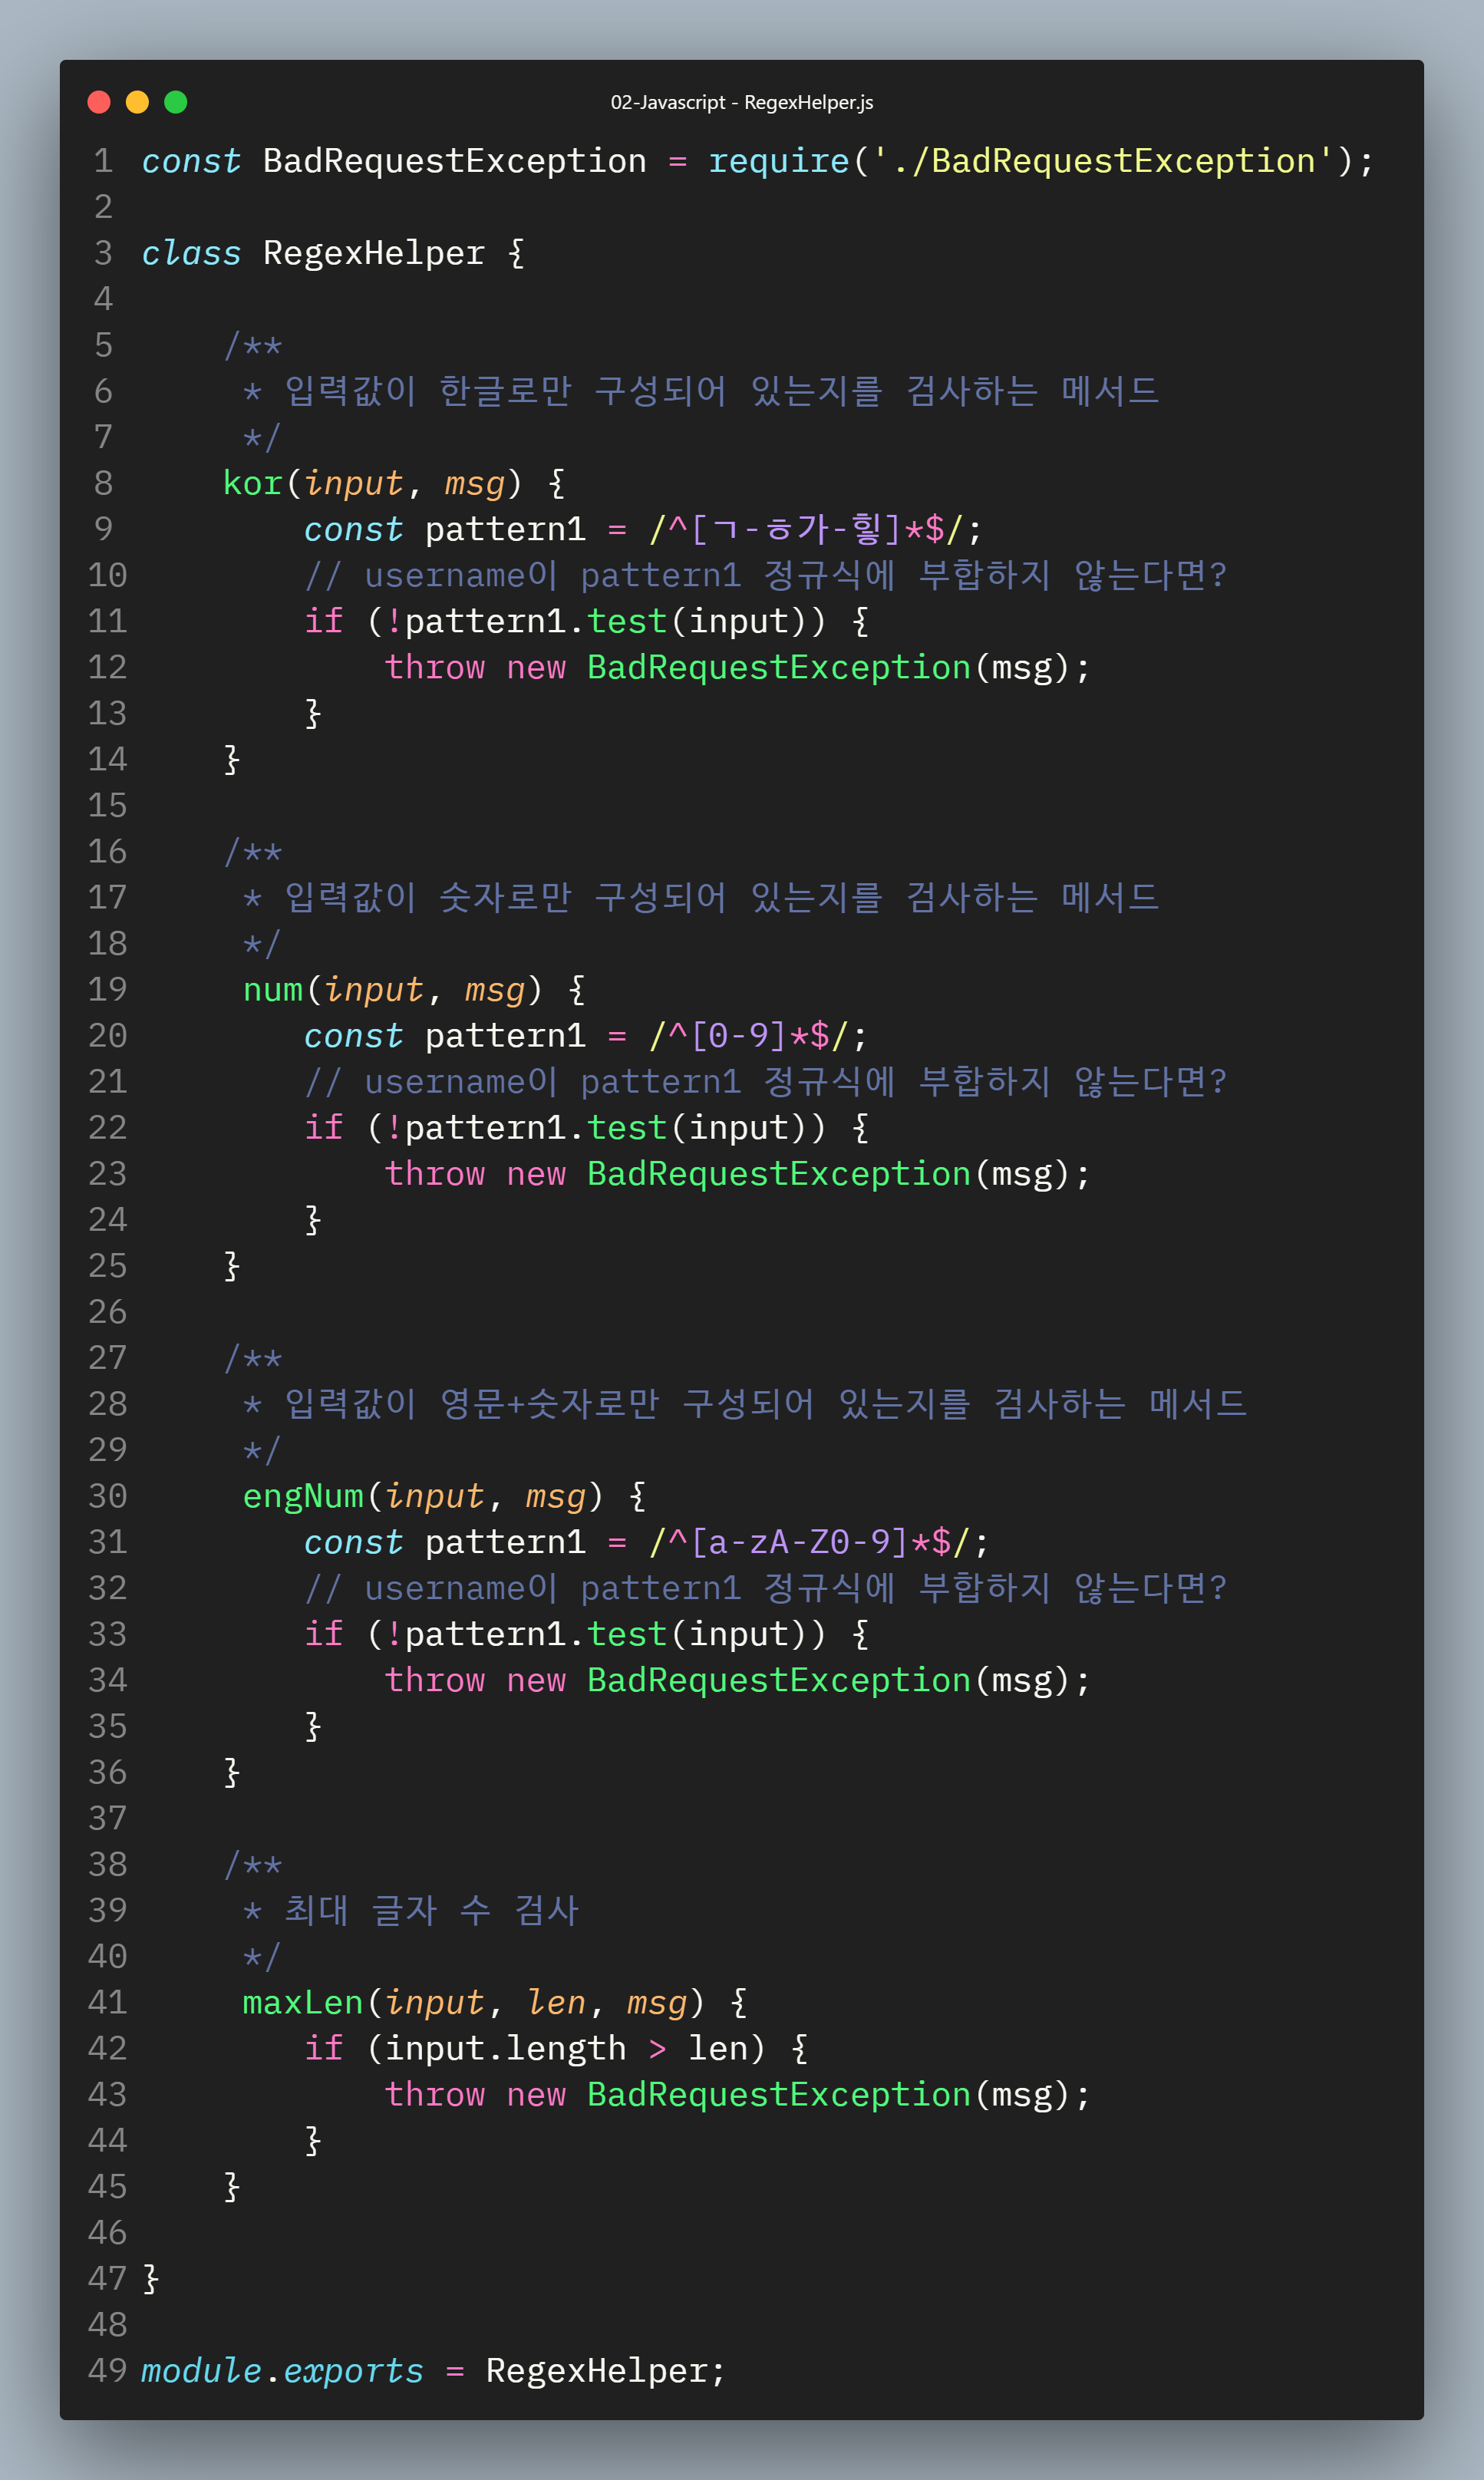 02-Javascript - RegexHelper.js
1 const BadRequestException = require('./BadRequestException');
2
3 class RegexHelper {
4
5     /**
6      * 입력값이 한글로만 구성되어 있는지를 검사하는 메서드
7      */
8     kor(input, msg) {
9         const pattern1 = /^[ㄱ-ㅎ가-힣]*$/;
10         // username이 pattern1 정규식에 부합하지 않는다면?
11         if (!pattern1.test(input)) {
12             throw new BadRequestException(msg);
13         }
14     }
15
16     /**
17      * 입력값이 숫자로만 구성되어 있는지를 검사하는 메서드
18      */
19      num(input, msg) {
20         const pattern1 = /^[0-9]*$/;
21         // username이 pattern1 정규식에 부합하지 않는다면?
22         if (!pattern1.test(input)) {
23             throw new BadRequestException(msg);
24         }
25     }
26
27     /**
28      * 입력값이 영문+숫자로만 구성되어 있는지를 검사하는 메서드
29      */
30      engNum(input, msg) {
31         const pattern1 = /^[a-zA-Z0-9]*$/;
32         // username이 pattern1 정규식에 부합하지 않는다면?
33         if (!pattern1.test(input)) {
34             throw new BadRequestException(msg);
35         }
36     }
37
38     /**
39      * 최대 글자 수 검사
40      */
41      maxLen(input, len, msg) {
42         if (input.length > len) {
43             throw new BadRequestException(msg);
44         }
45     }
46
47 }
48
49 module.exports = RegexHelper;